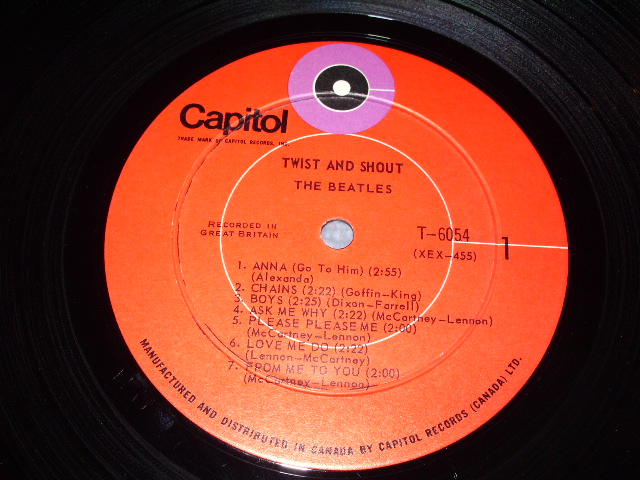 Capitol
TRADE MARK OF CAPITOL RECORDS, INC.
TWIST AND SHOUT
THE BEATLES
RECORDED IN
GREAT BRITAIN
T-6054
(XEX-455)
1
1. ANNA (Go To Him) (2:55)
(Alexanda)
2. CHAINS (2:22) (Goffin-King)
3. BOYS (2:25) (Dixon-Farrell)
4. ASK ME WHY (2:22) (McCartney-Lennon)
5. PLEASE PLEASE ME (2:00)
(McCartney-Lennon)
6. LOVE ME DO (2:22)
(Lennon-McCartney)
7. FROM ME TO YOU (2:00)
(McCartney-Lennon)
MANUFACTURED AND DISTRIBUTED IN CANADA BY CAPITOL RECORDS (CANADA) LTD.